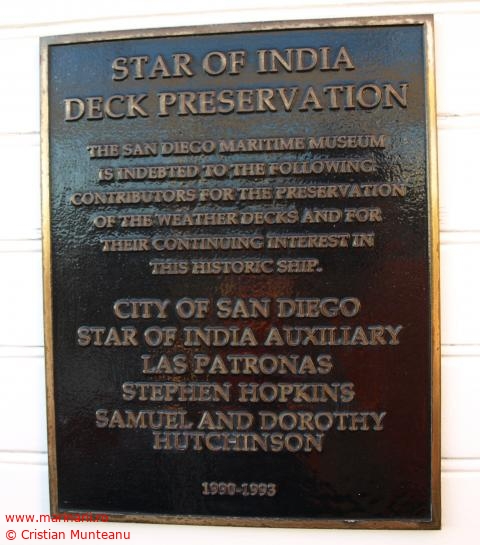 STAR OF INDIA
DECK PRESERVATION
THE SAN DIEGO MARITIME MUSEUM
IS INDEBTED TO THE FOLLOWING
CONTRIBUTORS FOR THE PRESERVATION
OF THE WEATHER DECKS AND FOR
THEIR CONTINUING INTEREST IN
THIS HISTORIC SHIP.
CITY OF SAN DIEGO
STAR OF INDIA AUXILIARY
LAS PATRONAS
STEPHEN HOPKINS
SAMUEL AND DOROTHY
HUTCHINSON
1990-1993
© Cristian Munteanu